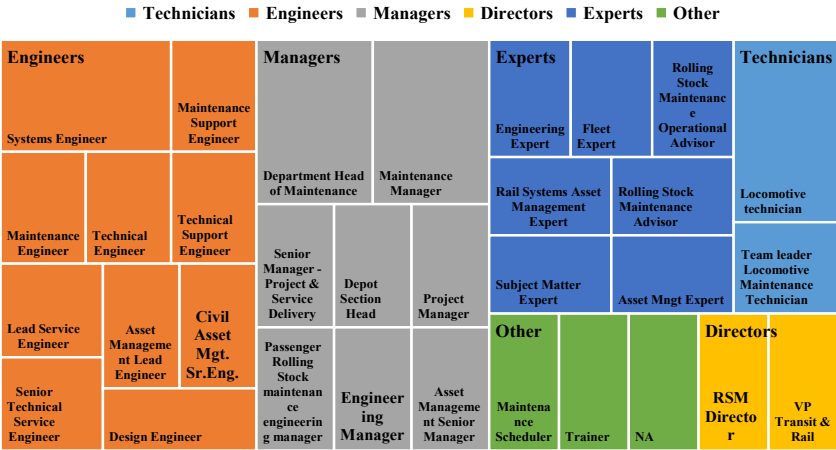 Technicians Engineers Managers Directors Experts Other
Engineers
Systems Engineer
Maintenance
Support
Engineer
Maintenance
Engineer
Technical
Engineer
Technical
Support
Engineer
Lead Service
Engineer
Asset
Manageme
nt Lead
Engineer
Civil
Asset
Mgt.
Sr.Eng.
Senior
Technical
Service
Engineer
Design Engineer
Managers
Department Head
of Maintenance
Maintenance
Manager
Senior
Manager -
Project &
Service
Delivery
Depot
Section
Head
Project
Manager
Passenger
Rolling
Stock
maintenan
ce
engineerin
g manager
Engineer
ing
Manager
Asset
Manageme
nt Senior
Manager
Experts
Engineering
Expert
Fleet
Expert
Rolling
Stock
Maintenanc
e
Operational
Advisor
Rail Systems Asset
Management
Expert
Rolling Stock
Maintenance
Advisor
Subject Matter
Expert
Asset Mngt Expert
Technicians
Locomotive
technician
Team leader
Locomotive
Maintenance
Technician
Other
Maintena
nce
Scheduler
Trainer
NA
Directors
RSM
Directo
r
VP
Transit &
Rail